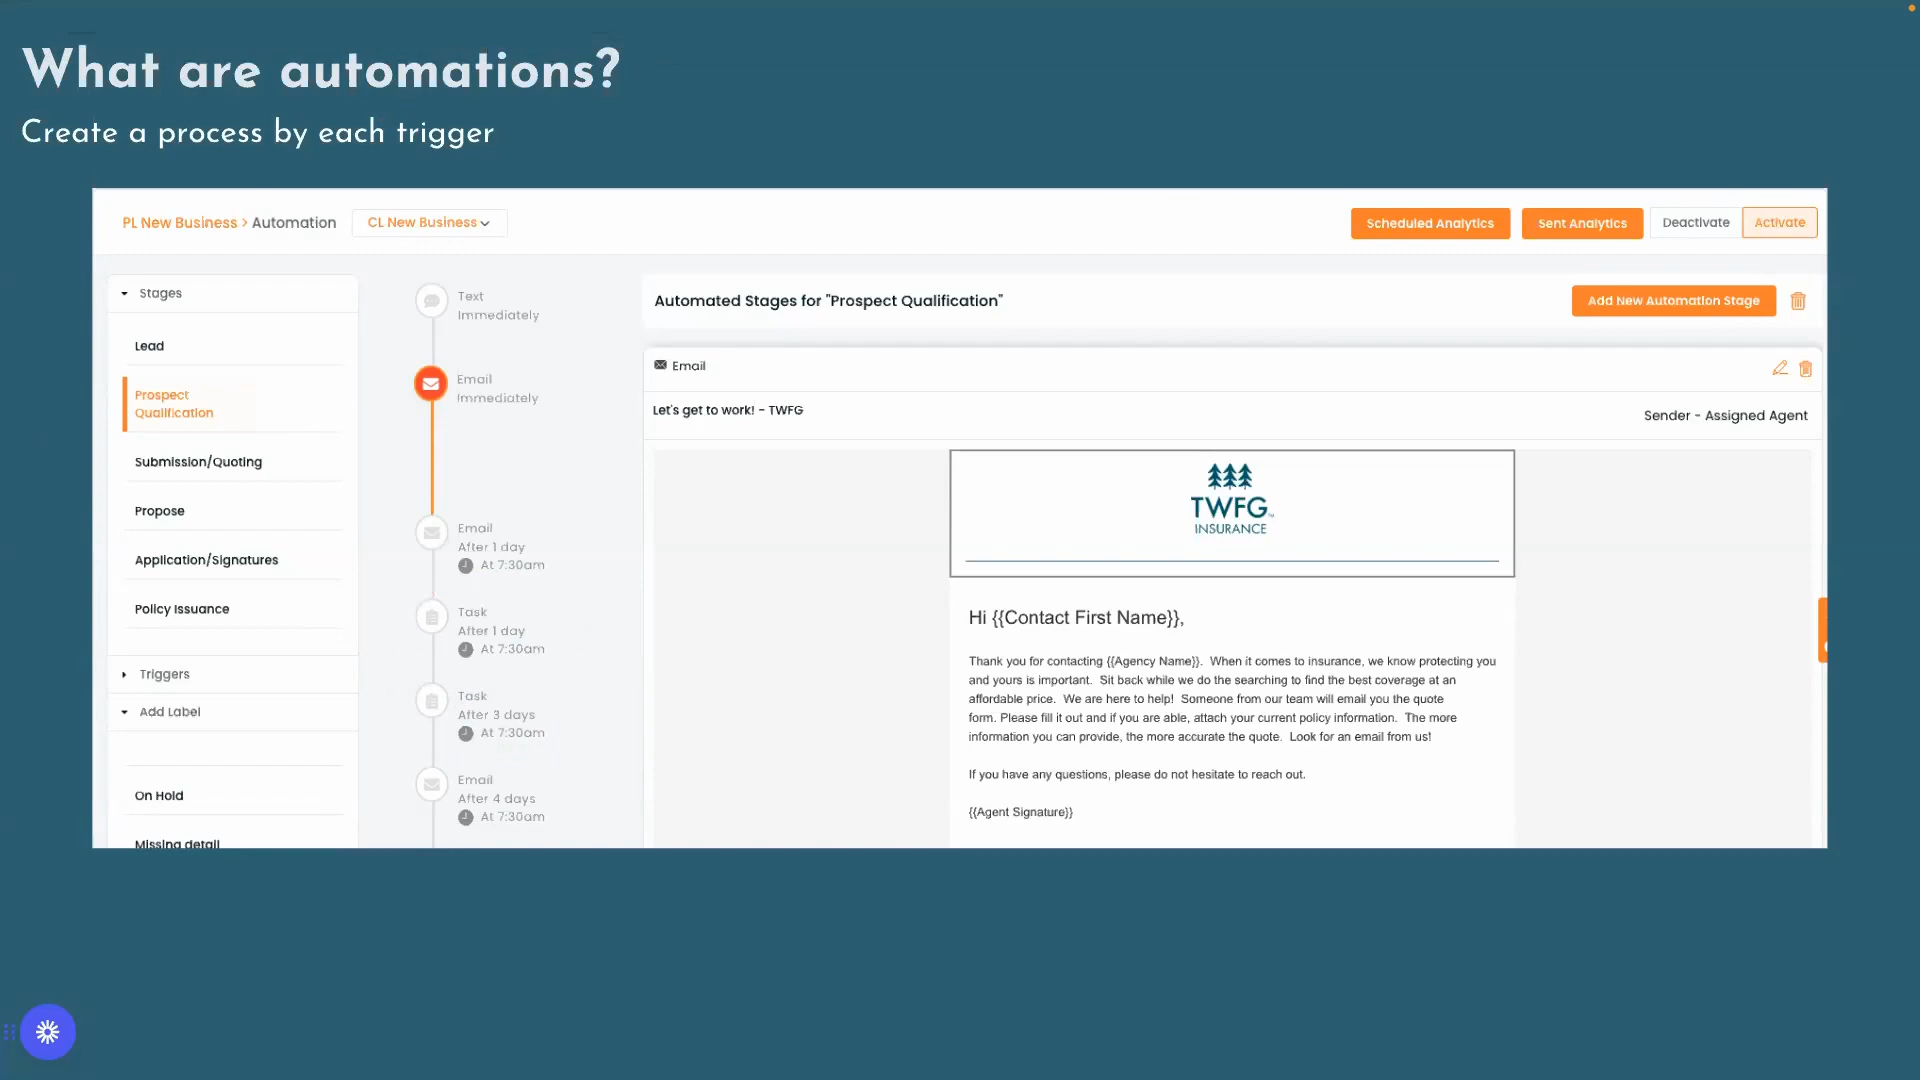 What are automations?
Create a process by each trigger
PL New Business > Automation
CL New Business
Scheduled Analytics
Sent Analytics
Deactivate
Activate
Stages
Lead
Prospect
Qualification
Submission/Quoting
Propose
Application/Signatures
Policy Issuance
Triggers
Add Label
On Hold
Missing detail
Text
Immediately
Email
Immediately
Email
After 1 day
At 7:30am
Task
After 1 day
At 7:30am
Task
After 3 days
At 7:30am
Email
After 4 days
At 7:30am
Automated Stages for "Prospect Qualification"
Add New Automation Stage
Email
Let's get to work! - TWFG
Sender - Assigned Agent
TWFG
INSURANCE
Hi {{Contact First Name}},
Thank you for contacting {{Agency Name}}.  When it comes to insurance, we know protecting you
and yours is important.  Sit back while we do the searching to find the best coverage at an
affordable price.  We are here to help!  Someone from our team will email you the quote
form. Please fill it out and if you are able, attach your current policy information.  The more
information you can provide, the more accurate the quote.  Look for an email from us!
If you have any questions, please do not hesitate to reach out.
{{Agent Signature}}